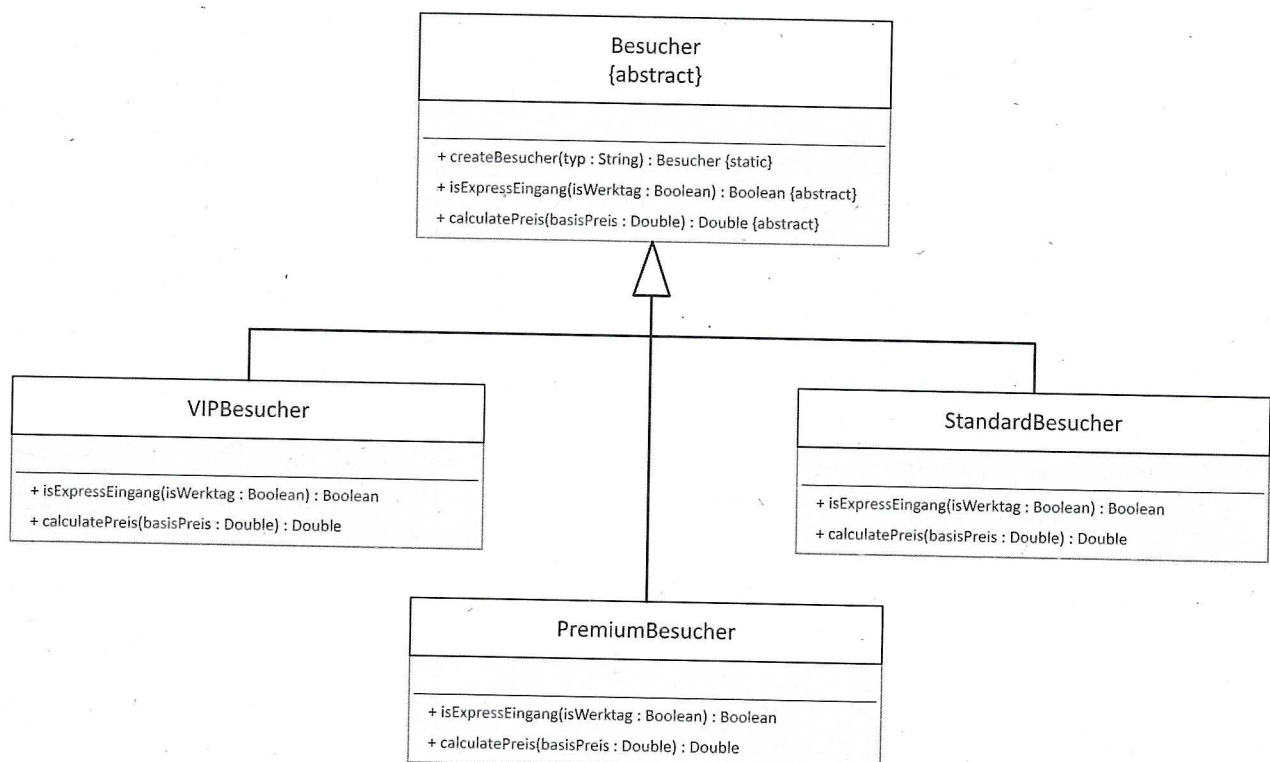 Besucher
{abstract}
+ createBesucher(typ : String) : Besucher {static}
+ isExpressEingang(isWerktag : Boolean) : Boolean {abstract}
+ calculatePreis(basisPreis : Double) : Double {abstract}
VIPBesucher
+ isExpressEingang(isWerktag : Boolean) : Boolean
+ calculatePreis(basisPreis : Double) : Double
StandardBesucher
+ isExpressEingang(isWerktag : Boolean) : Boolean
+ calculatePreis(basisPreis : Double) : Double
PremiumBesucher
+ isExpressEingang(isWerktag : Boolean) : Boolean
+ calculatePreis(basisPreis : Double) : Double